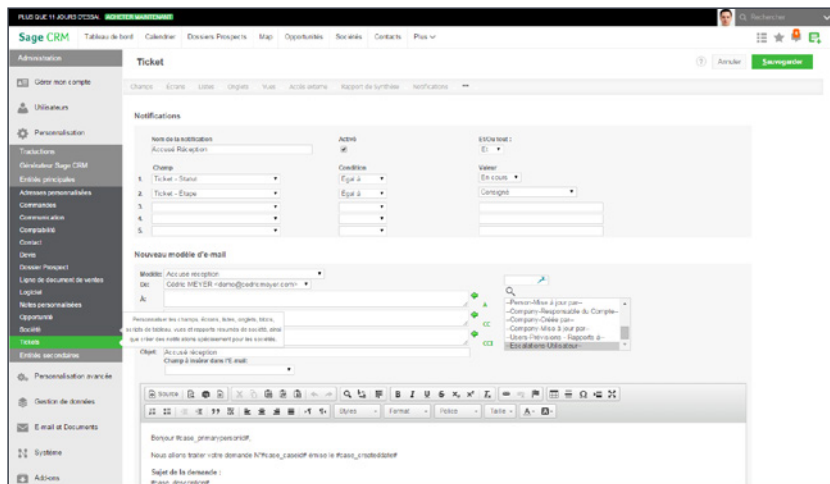 PLUS QUE 11 JOURS D'ESSAI. ACHETER MAINTENANT
Rechercher
Sage CRM Tableau de bord Calendrier Dossiers Prospects Map Opportunités Sociétés Contacts Plus
Administration
Ticket
Annuler Sauvegarder
Gérer mon compte
Champs Écrans Listes Onglets Vues Accès externe Rapport de Synthèse Notifications
Utilisateurs
Notifications
Personnalisation
Nom de la notification Activé Et/Ou tout :
Accusé Réception Et
Traductions
Générateur Sage CRM
Entités principales
Champ Condition Valeur
1. Ticket - Statut Égal à En cours
2. Ticket - Etape Égal à Consigné
3.
4.
5.
Adresses personnalisées
Commandes
Communication
Comptabilité
Contact
Devis
Dossier Prospect
Ligne de document de ventes
Logiciel
Notes personnalisées
Opportunité
Société
Tickets
Entités secondaires
Nouveau modèle d'e-mail
Modèle: Accusé réception
De: Cédric MEYER <demo@cedricmeyer.com>
À:
A
CC
CCI
--Person-Mise à jour par--
--Company-Responsable du Compte--
--Company-Créée par--
--Company-Mise à jour par--
--Users-Prévisions - Rapports à--
--Escalations-Utilisateur--
Personnaliser les champs, écrans, listes, onglets, blocs,
vues et rapports résumés de société, ainsi
que créer des notifications spécialement pour les sociétés.
Objet: Accusé réception
Champ à insérer dans l'E-mail:
Personnalisation avancée
Gestion de données
E-mail et Documents
Système
Add-ons
Source
Styles Format Police Taille
Bonjour #case_primarypersonid#,
Nous allons traiter votre demande N°#case_caseid# émise le #case_createddate#
Sujet de la demande :
#case_description#